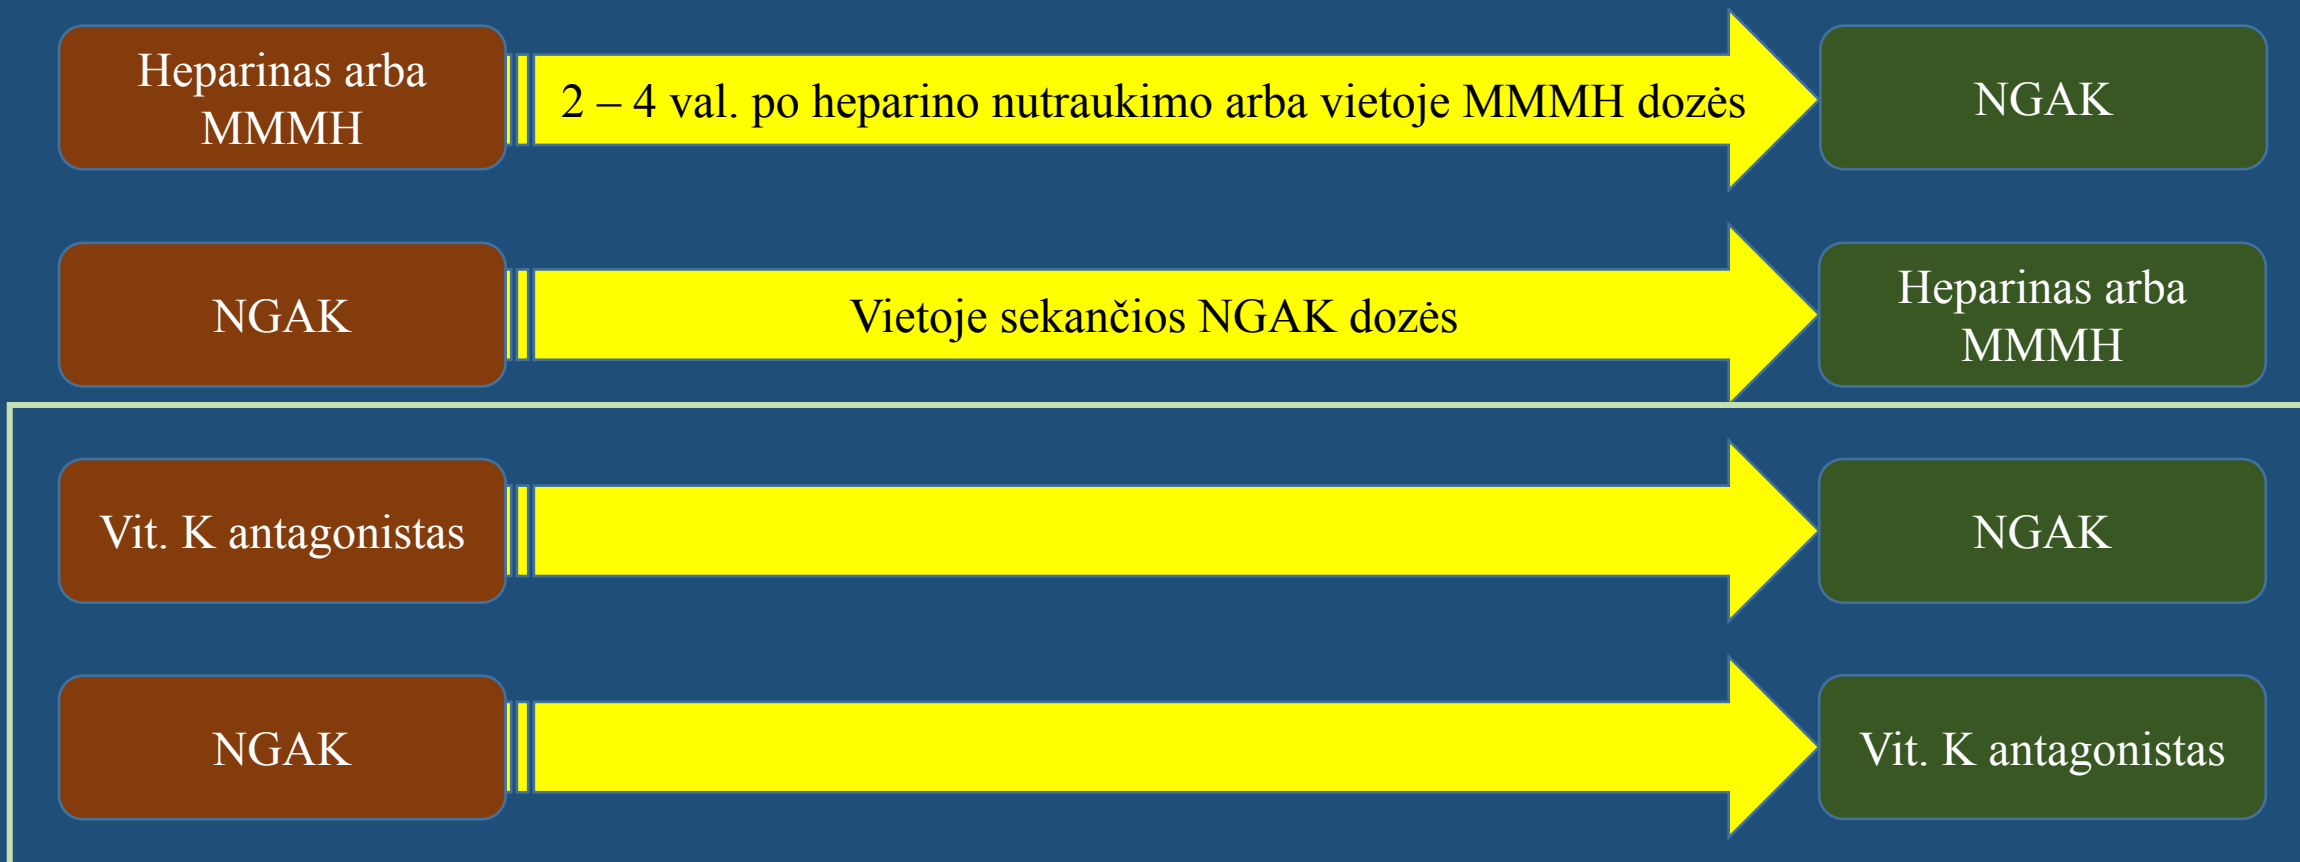 Heparinas arba
MMMH
2 – 4 val. po heparino nutraukimo arba vietoje MMMH dozės
NGAK
NGAK
Vietoje sekančios NGAK dozės
Heparinas arba
MMMH
Vit. K antagonistas
NGAK
NGAK
Vit. K antagonistas